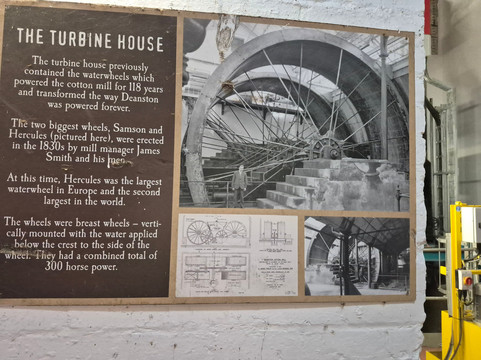 THE TURBINE HOUSE
The turbine house previously
contained the waterwheels which
powered the cotton mill for 118 years
and transformed the way Deanston
was powered forever.
The two biggest wheels, Samson and
Hercules (pictured here), were erected
in the 1830s by mill manager James
Smith and his men.
At this time, Hercules was the largest
waterwheel in Europe and the second
largest in the world.
The wheels were breast wheels – verti-
cally mounted with the water applied
below the crest to the side of the
wheel. They had a combined total of
300 horse power.